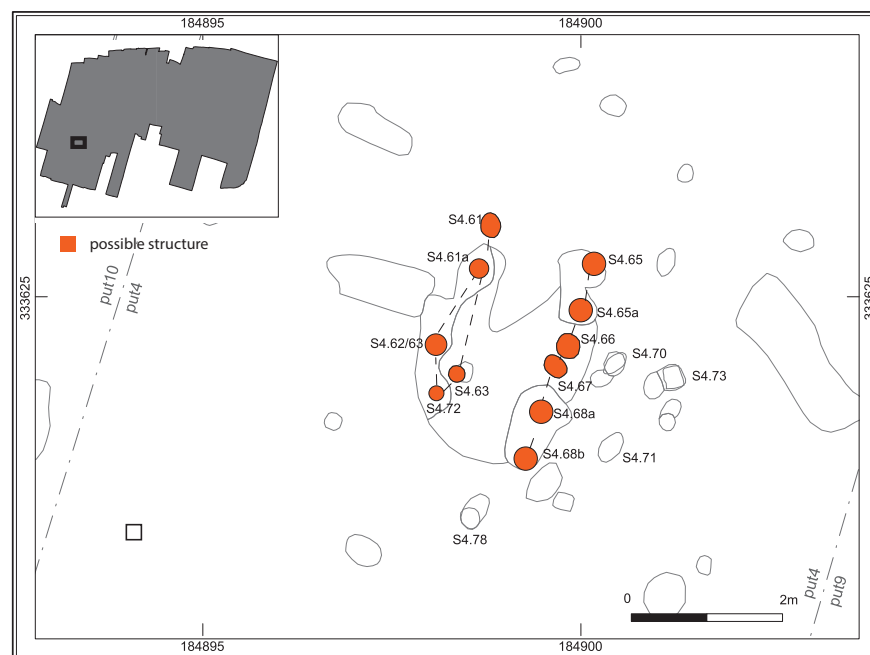 184895
184900
possible structure
put10
put4
333625
333625
S4.61
S4.61a
S4.65
S4.65a
S4.62/63
S4.66
S4.70
S4.67
S4.63
S4.73
S4.72
S4.68a
S4.68b
S4.71
S4.78
put4
put9
0
2m
184895
184900